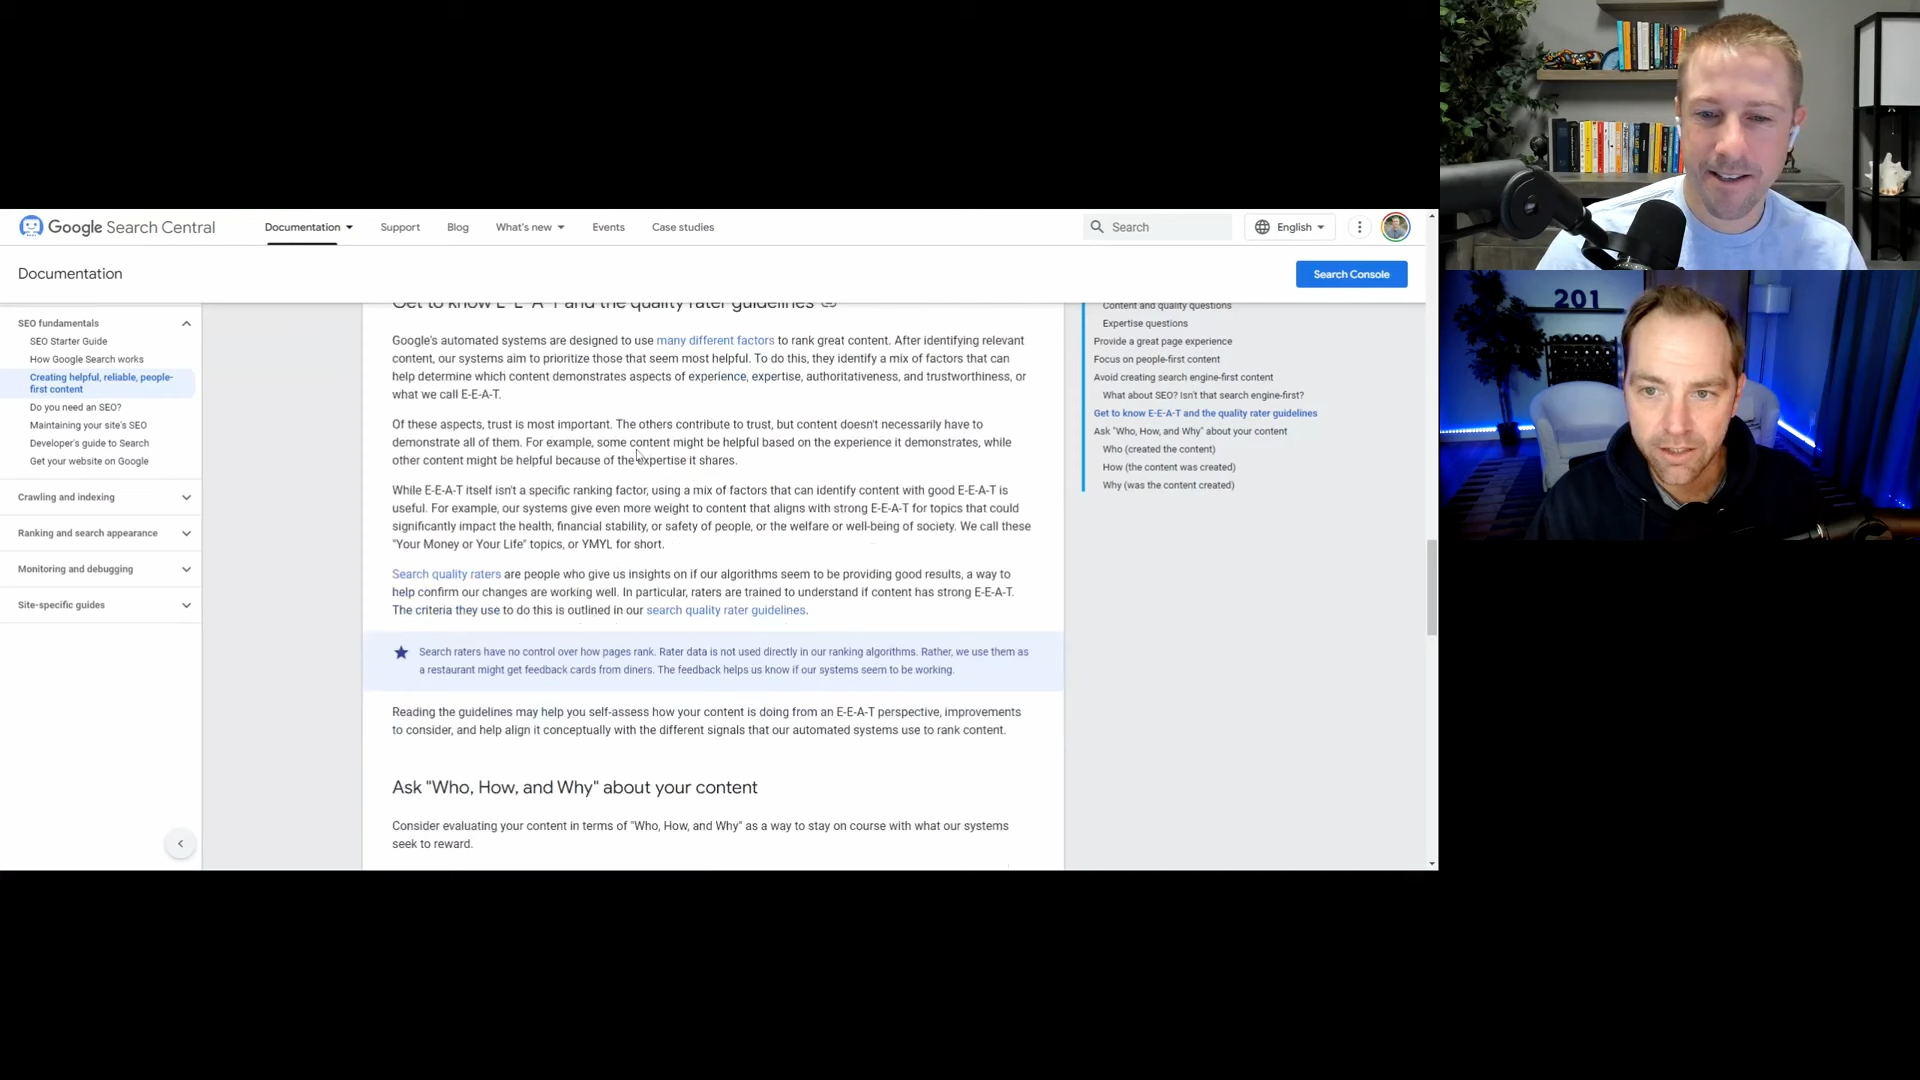 Google Search Central
Documentation
Support
Blog
What's new
Events
Case studies
Search
English
Documentation
Search Console
SEO fundamentals
SEO Starter Guide
How Google Search works
Creating helpful, reliable, people-
first content
Do you need an SEO?
Maintaining your site's SEO
Developer's guide to Search
Get your website on Google
Crawling and indexing
Ranking and search appearance
Monitoring and debugging
Site-specific guides
Get to know E-E-A-T and the quality rater guidelines
Google's automated systems are designed to use many different factors to rank great content. After identifying relevant
content, our systems aim to prioritize those that seem most helpful. To do this, they identify a mix of factors that can
help determine which content demonstrates aspects of experience, expertise, authoritativeness, and trustworthiness, or
what we call E-E-A-T.
Of these aspects, trust is most important. The others contribute to trust, but content doesn't necessarily have to
demonstrate all of them. For example, some content might be helpful based on the experience it demonstrates, while
other content might be helpful because of the expertise it shares.
While E-E-A-T itself isn't a specific ranking factor, using a mix of factors that can identify content with good E-E-A-T is
useful. For example, our systems give even more weight to content that aligns with strong E-E-A-T for topics that could
significantly impact the health, financial stability, or safety of people, or the welfare or well-being of society. We call these
"Your Money or Your Life" topics, or YMYL for short.
Search quality raters are people who give us insights on if our algorithms seem to be providing good results, a way to
help confirm our changes are working well. In particular, raters are trained to understand if content has strong E-E-A-T.
The criteria they use to do this is outlined in our search quality rater guidelines.
Search raters have no control over how pages rank. Rater data is not used directly in our ranking algorithms. Rather, we use them as
a restaurant might get feedback cards from diners. The feedback helps us know if our systems seem to be working.
Reading the guidelines may help you self-assess how your content is doing from an E-E-A-T perspective, improvements
to consider, and help align it conceptually with the different signals that our automated systems use to rank content.
Ask "Who, How, and Why" about your content
Consider evaluating your content in terms of "Who, How, and Why" as a way to stay on course with what our systems
seek to reward.
Content and quality questions
Expertise questions
Provide a great page experience
Focus on people-first content
Avoid creating search engine-first content
What about SEO? Isn't that search engine-first?
Get to know E-E-A-T and the quality rater guidelines
Ask "Who, How, and Why" about your content
Who (created the content)
How (the content was created)
Why (was the content created)
201